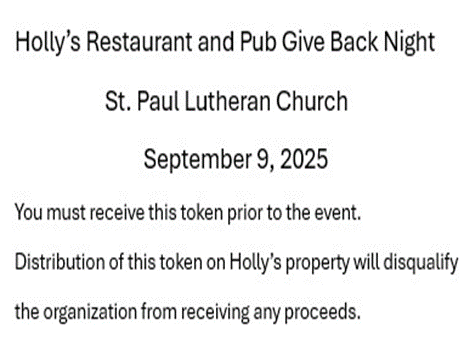 Holly’s Restaurant and Pub Give Back Night
St. Paul Lutheran Church
September 9, 2025
You must receive this token prior to the event.
Distribution of this token on Holly’s property will disqualify
the organization from receiving any proceeds.